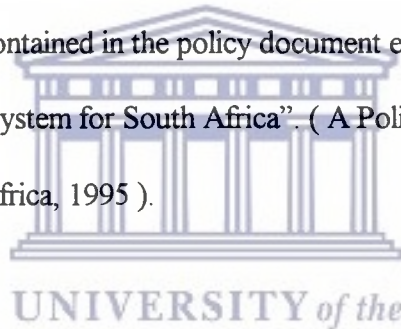 ontained in the policy document e
ystem for South Africa”. ( A Poli
frica, 1995 ).
UNIVERSITY of the